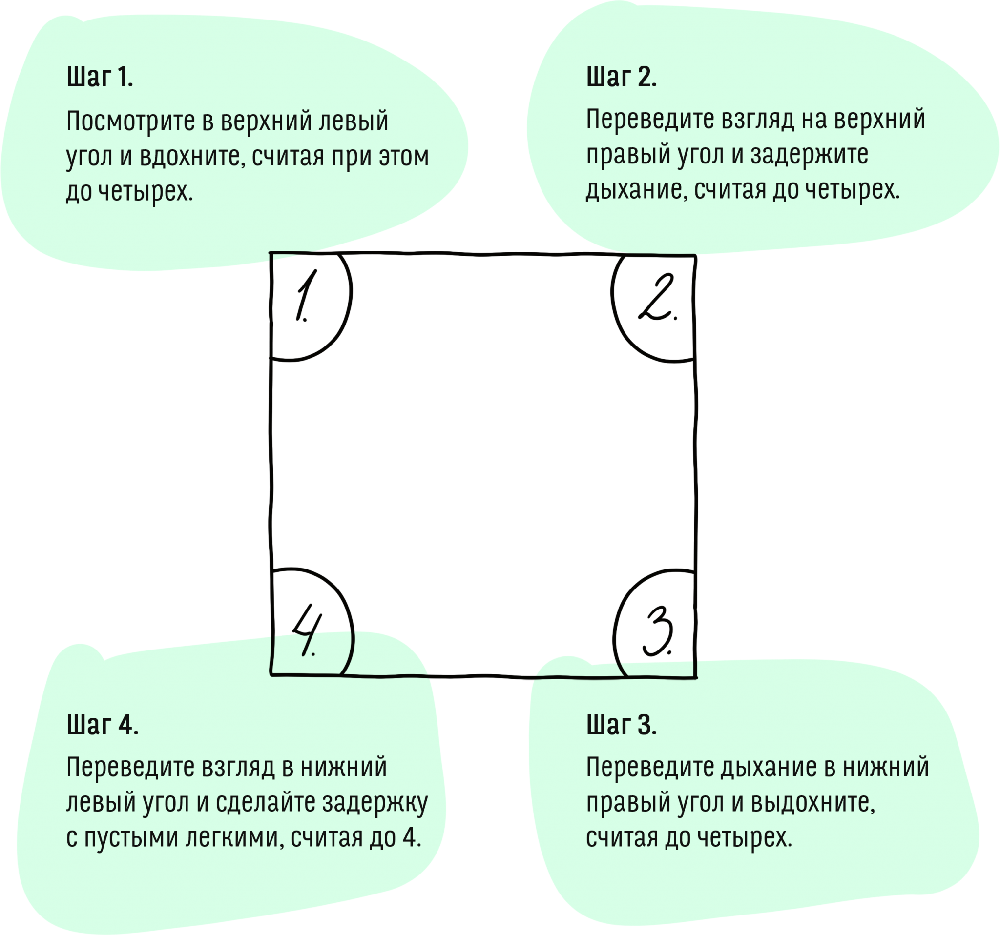 Шаг 1.
Посмотрите в верхний левый
угол и вдохните, считая при этом
до четырех.
Шаг 2.
Переведите взгляд на верхний
правый угол и задержите
дыхание, считая до четырех.
1.
2.
4.
3.
Шаг 4.
Переведите взгляд в нижний
левый угол и сделайте задержку
с пустыми легкими, считая до 4.
Шаг 3.
Переведите дыхание в нижний
правый угол и выдохните,
считая до четырех.